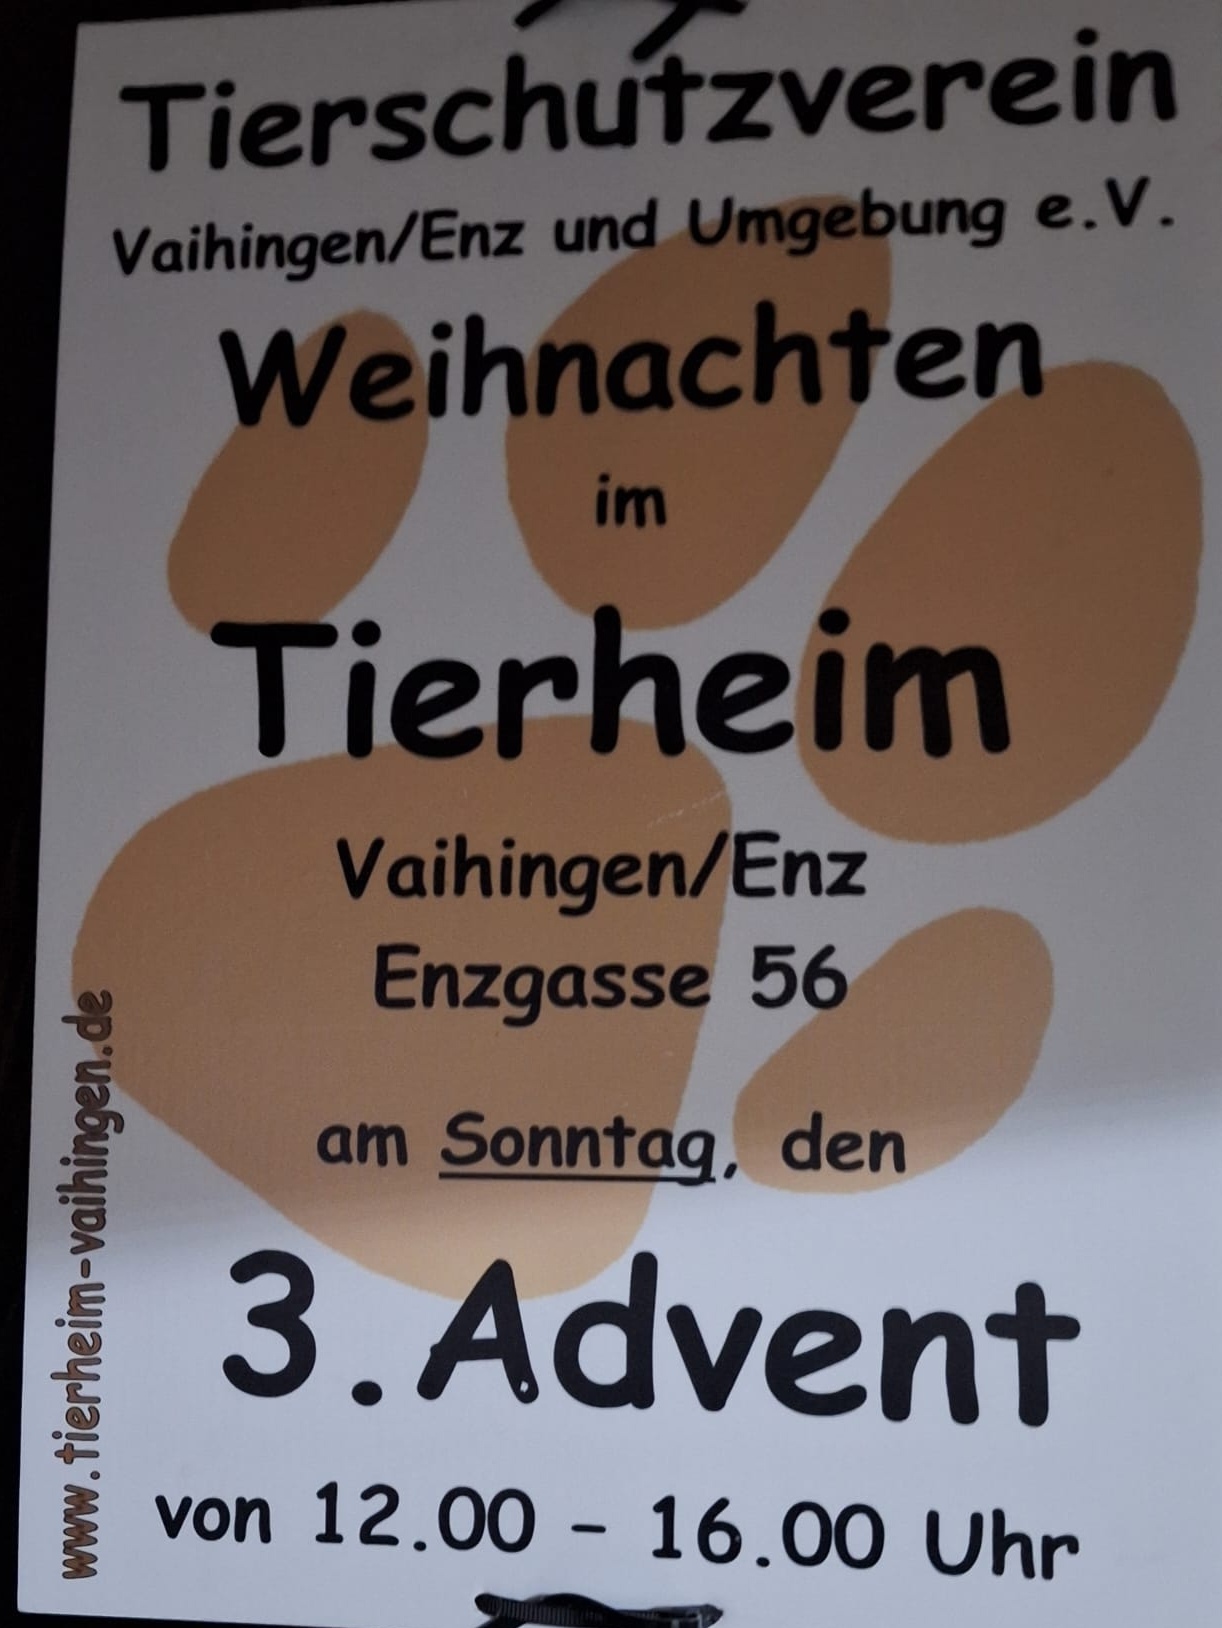 Tierschutzverein
Vaihingen/Enz und Umgebung e.V.
Weihnachten
im
Tierheim
Vaihingen/Enz
Enzgasse 56
am Sonntag, den
3. Advent
von 12.00 - 16.00 Uhr
www.tierheim-vaihingen.de